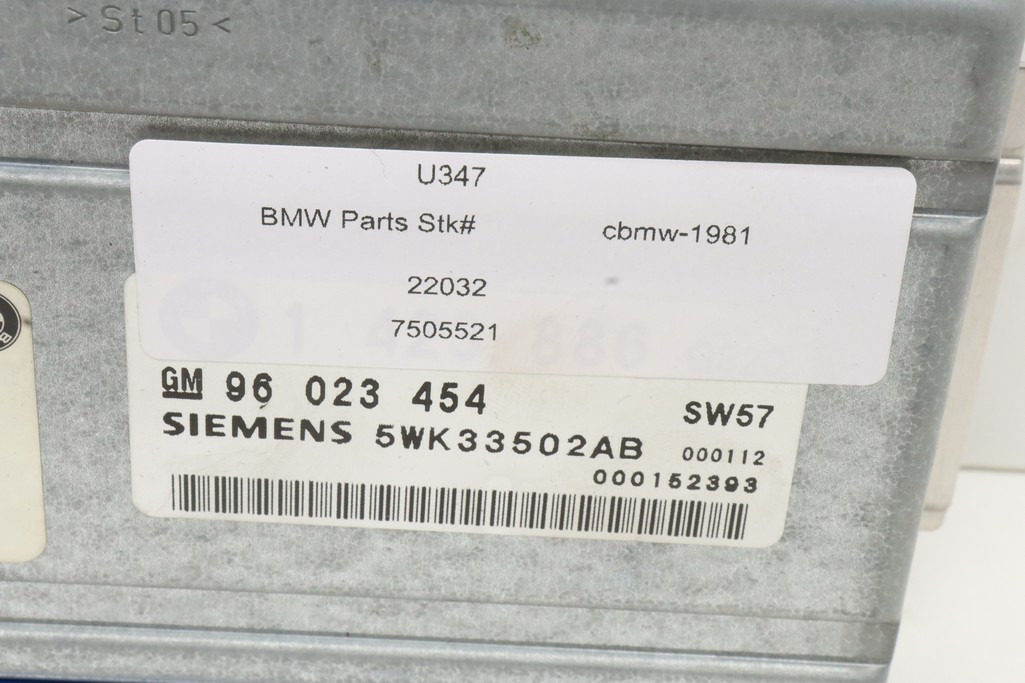 >St05<
U347
BMW Parts Stk# cbmw-1981
22032
7505521
GM 96 023 454 SW57
SIEMENS 5WK33502AB 000112
000152393